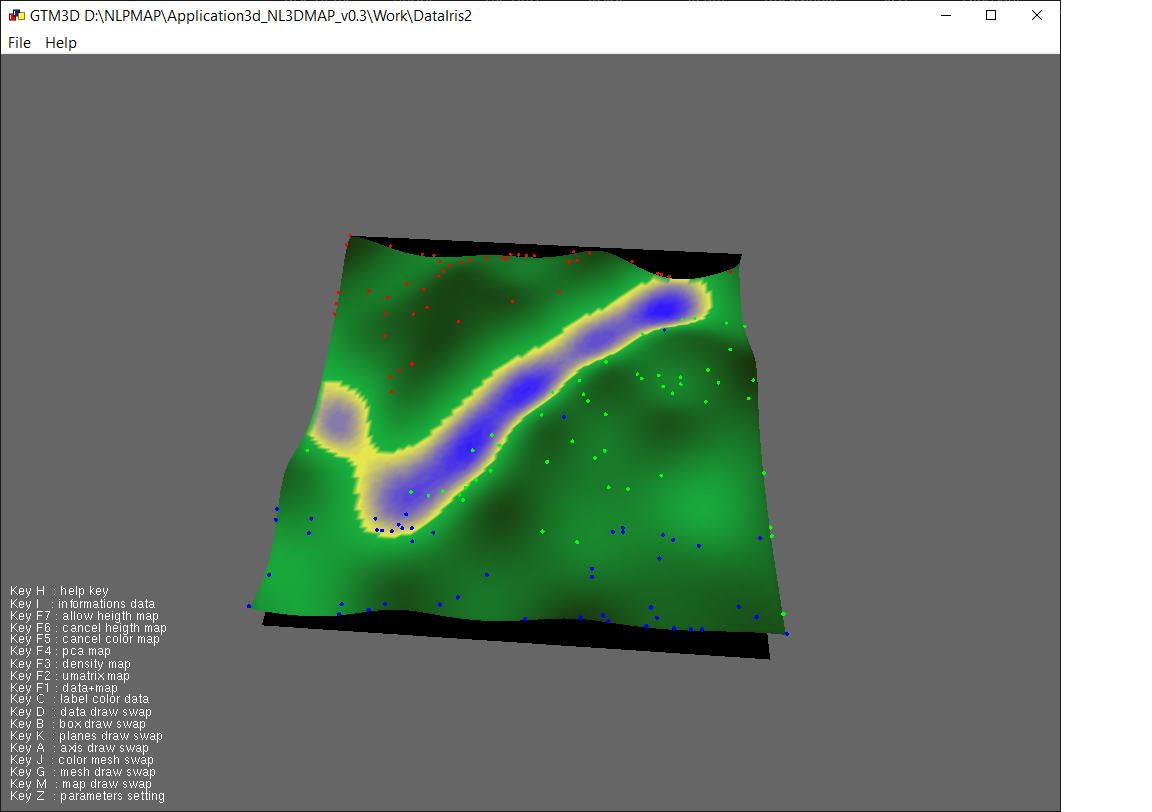 GTM3D D:\NLPMAP\Application3d_NL3DMAP_v0.3\Work\DataIris2
File Help
Key H : help key
Key I : informations data
Key F7 : allow heigth map
Key F6 : cancel heigth map
Key F5 : cancel color map
Key F4 : pca map
Key F3 : density map
Key F2 : umatrix map
Key F1 : data+map
Key C : label color data
Key D : data draw swap
Key B : box draw swap
Key K : planes draw swap
Key A : axis draw swap
Key J : color mesh swap
Key G : mesh draw swap
Key M : map draw swap
Key Z : parameters setting